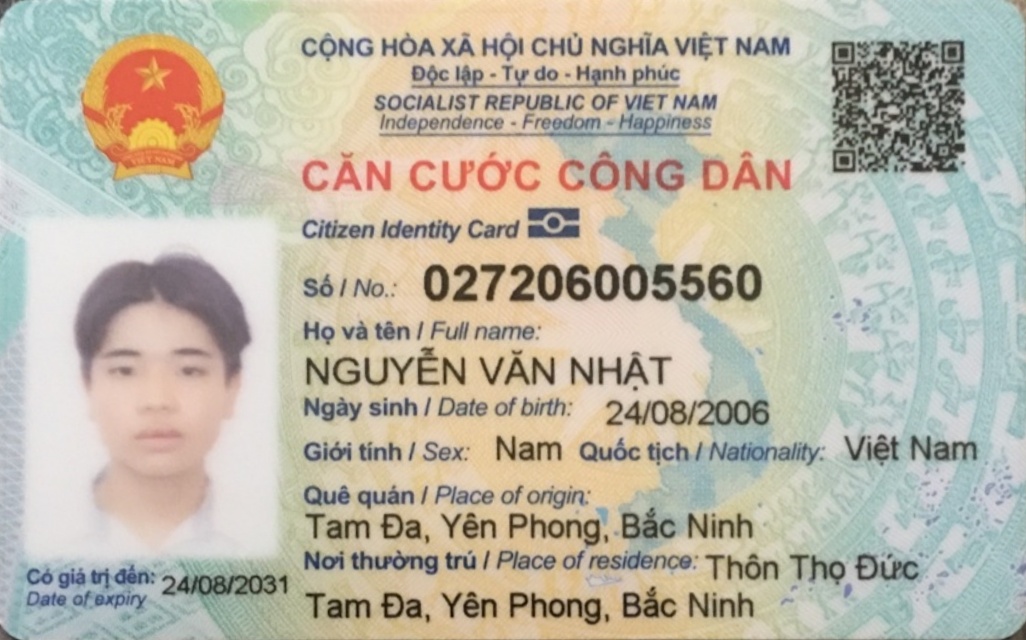 CỘNG HÒA XÃ HỘI CHỦ NGHĨA VIỆT NAM
Độc lập - Tự do - Hạnh phúc
SOCIALIST REPUBLIC OF VIET NAM
Independence - Freedom - Happiness
VIỆT NAM
CĂN CƯỚC CÔNG DÂN
Citizen Identity Card
Số / No.: 027206005560
Họ và tên / Full name:
NGUYỄN VĂN NHẬT
Ngày sinh / Date of birth: 24/08/2006
Giới tính / Sex: Nam Quốc tịch / Nationality: Việt Nam
Quê quán / Place of origin:
Tam Đa, Yên Phong, Bắc Ninh
Nơi thường trú / Place of residence: Thôn Thọ Đức
Tam Đa, Yên Phong, Bắc Ninh
Có giá trị đến: 24/08/2031
Date of expiry